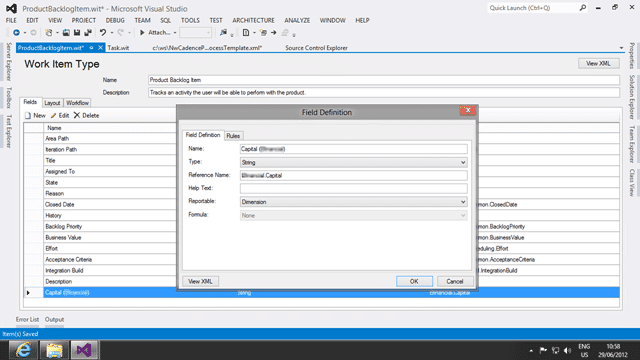 ProductBacklogItem.wit* - Microsoft Visual Studio
Quick Launch (Ctrl+Q)
FILE EDIT VIEW PROJECT DEBUG TEAM SQL TOOLS TEST ARCHITECTURE ANALYZE WINDOW HELP
Attach...
ProductBacklogItem.wit* Task.wit c:\ws\NwCadenceP...ocessTemplate.xml* Source Control Explorer
Server Explorer
Toolbox
Test Explorer
Properties
Solution Explorer
Team Explorer
Class View
Work Item Type
View XML
Name
Product Backlog Item
Description
Tracks an activity the user will be able to perform with the product.
Fields Layout Workflow
New Edit Delete
Name
Area Path
Iteration Path
Title
Assigned To
State
Reason
Closed Date
mon.ClosedDate
History
Backlog Priority
mon.BacklogPriority
Business Value
mon.BusinessValue
Effort
eduling.Effort
Acceptance Criteria
mon.AcceptanceCriteria
Integration Build
l.IntegrationBuild
Description
Capital
String
.Capital
Field Definition
Field Definition Rules
Name:
Capital
Type:
String
Reference Name:
.Capital
Help Text:
Reportable:
Dimension
Formula:
None
View XML
OK
Cancel
Error List Output
Item(s) Saved
ENG
US
10:58
29/06/2012